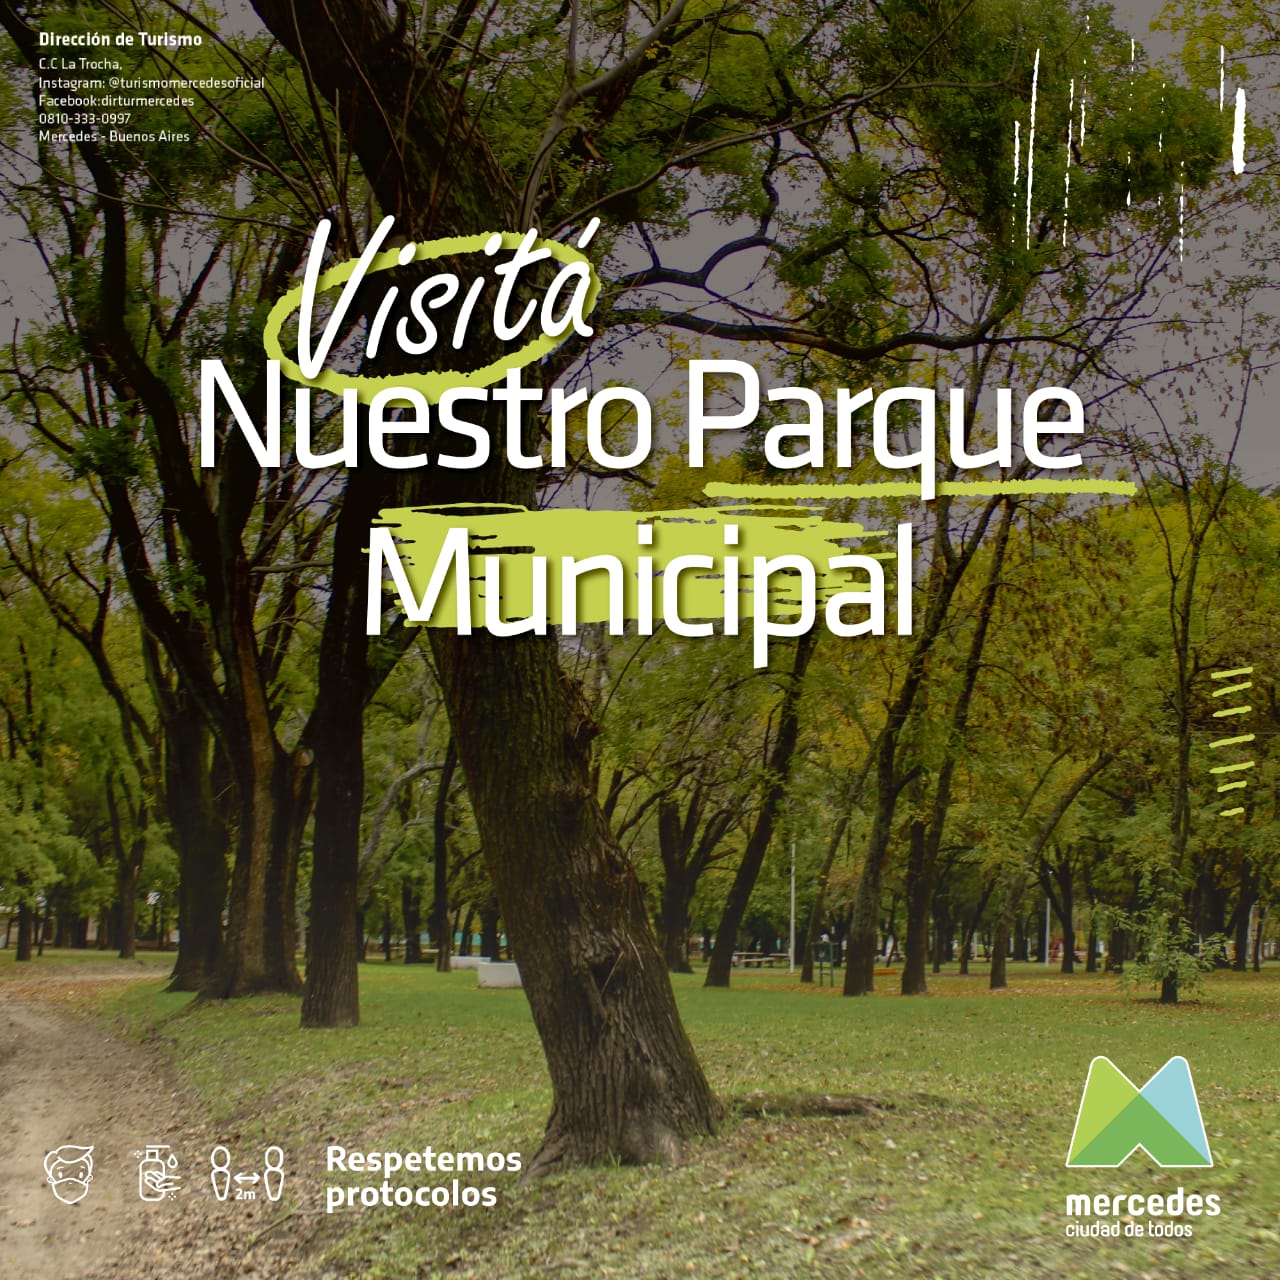 Dirección de Turismo
C.C La Trocha,
Instagram: @turismomercedesoficial
Facebook:dirturmercedes
0810-333-0997
Mercedes - Buenos Aires
Visitá
Nuestro Parque
Municipal
2m
Respetemos
protocolos
mercedes
ciudad de todos